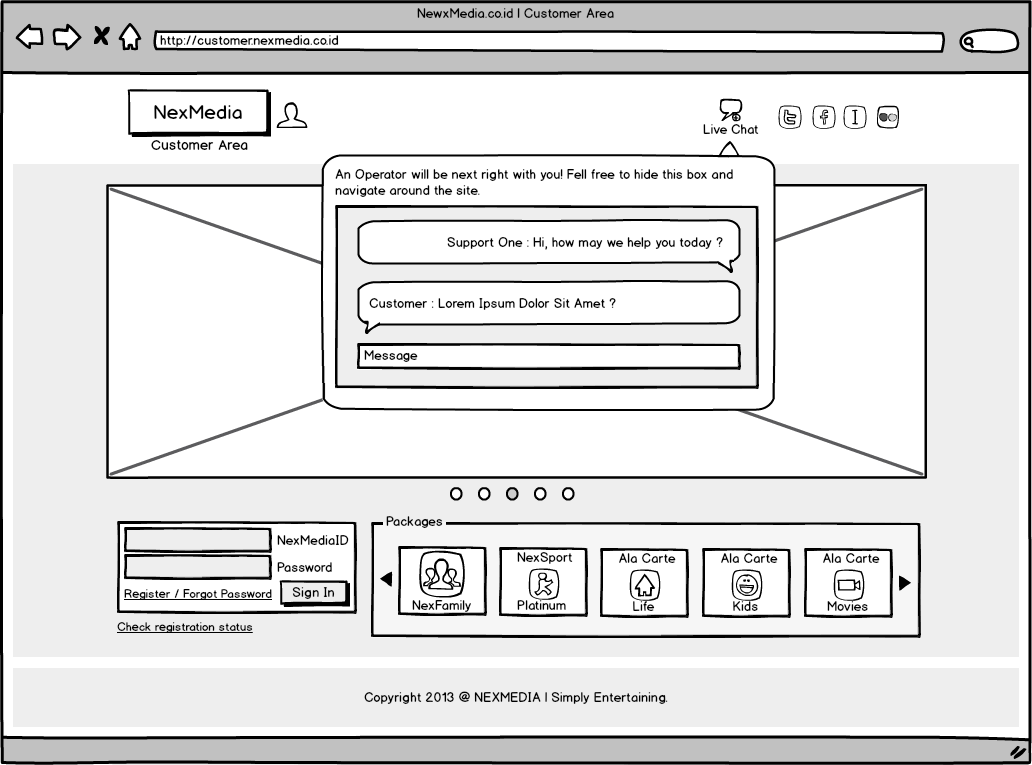 NewxMedia.co.id | Customer Area
http://customer.nexmedia.co.id
NexMedia
Customer Area
Live Chat
An Operator will be next right with you! Fell free to hide this box and
navigate around the site.
Support One : Hi, how may we help you today ?
Customer : Lorem Ipsum Dolor Sit Amet ?
Message
NexMediaID
Password
Register / Forgot Password
Sign In
Check registration status
Packages
NexFamily
NexSport
Platinum
Ala Carte
Life
Ala Carte
Kids
Ala Carte
Movies
Copyright 2013 @ NEXMEDIA | Simply Entertaining.